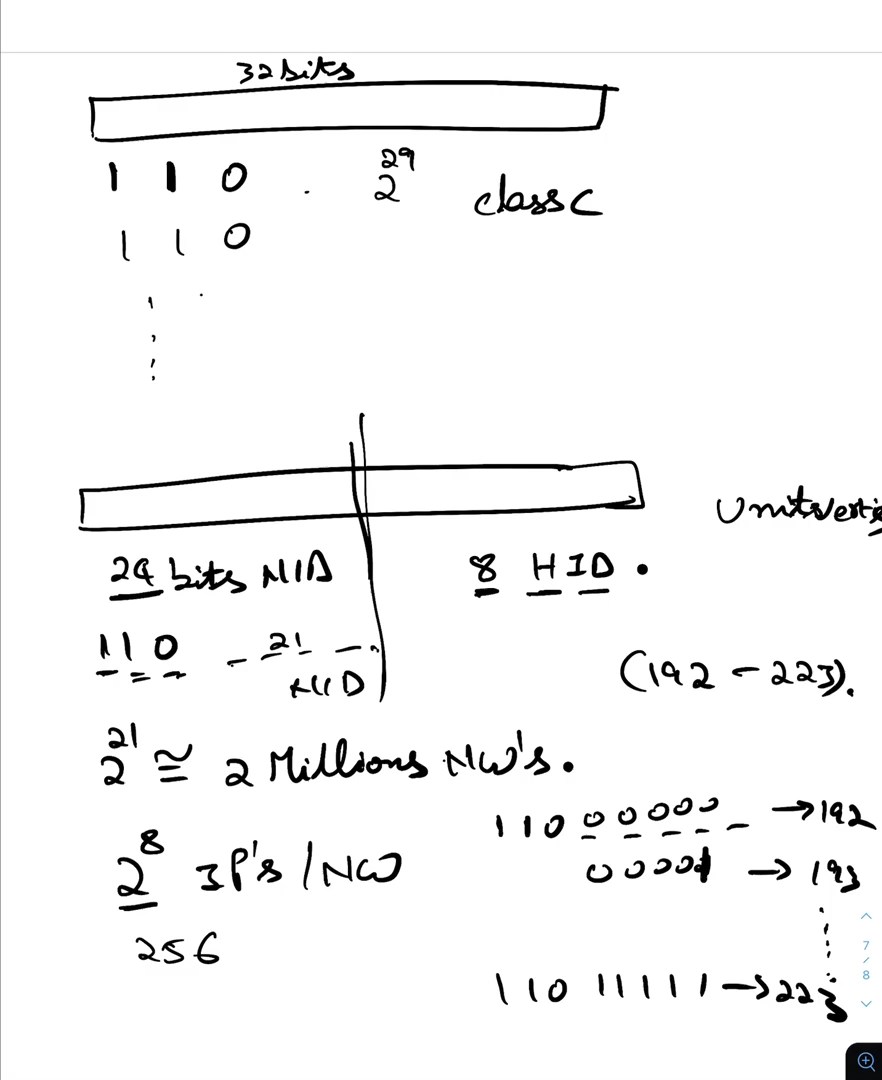 32 bits
1 1 0 . 2^29 class C
1 1 0
24 bits NID 8 HID.
110 - 21 -
NID
(192 - 223).
2^21 ≅ 2 Millions NW's.
110 00000 - → 192
00001 → 193
2^8 IP's / NW
256
110 11111 → 223
7
/
8